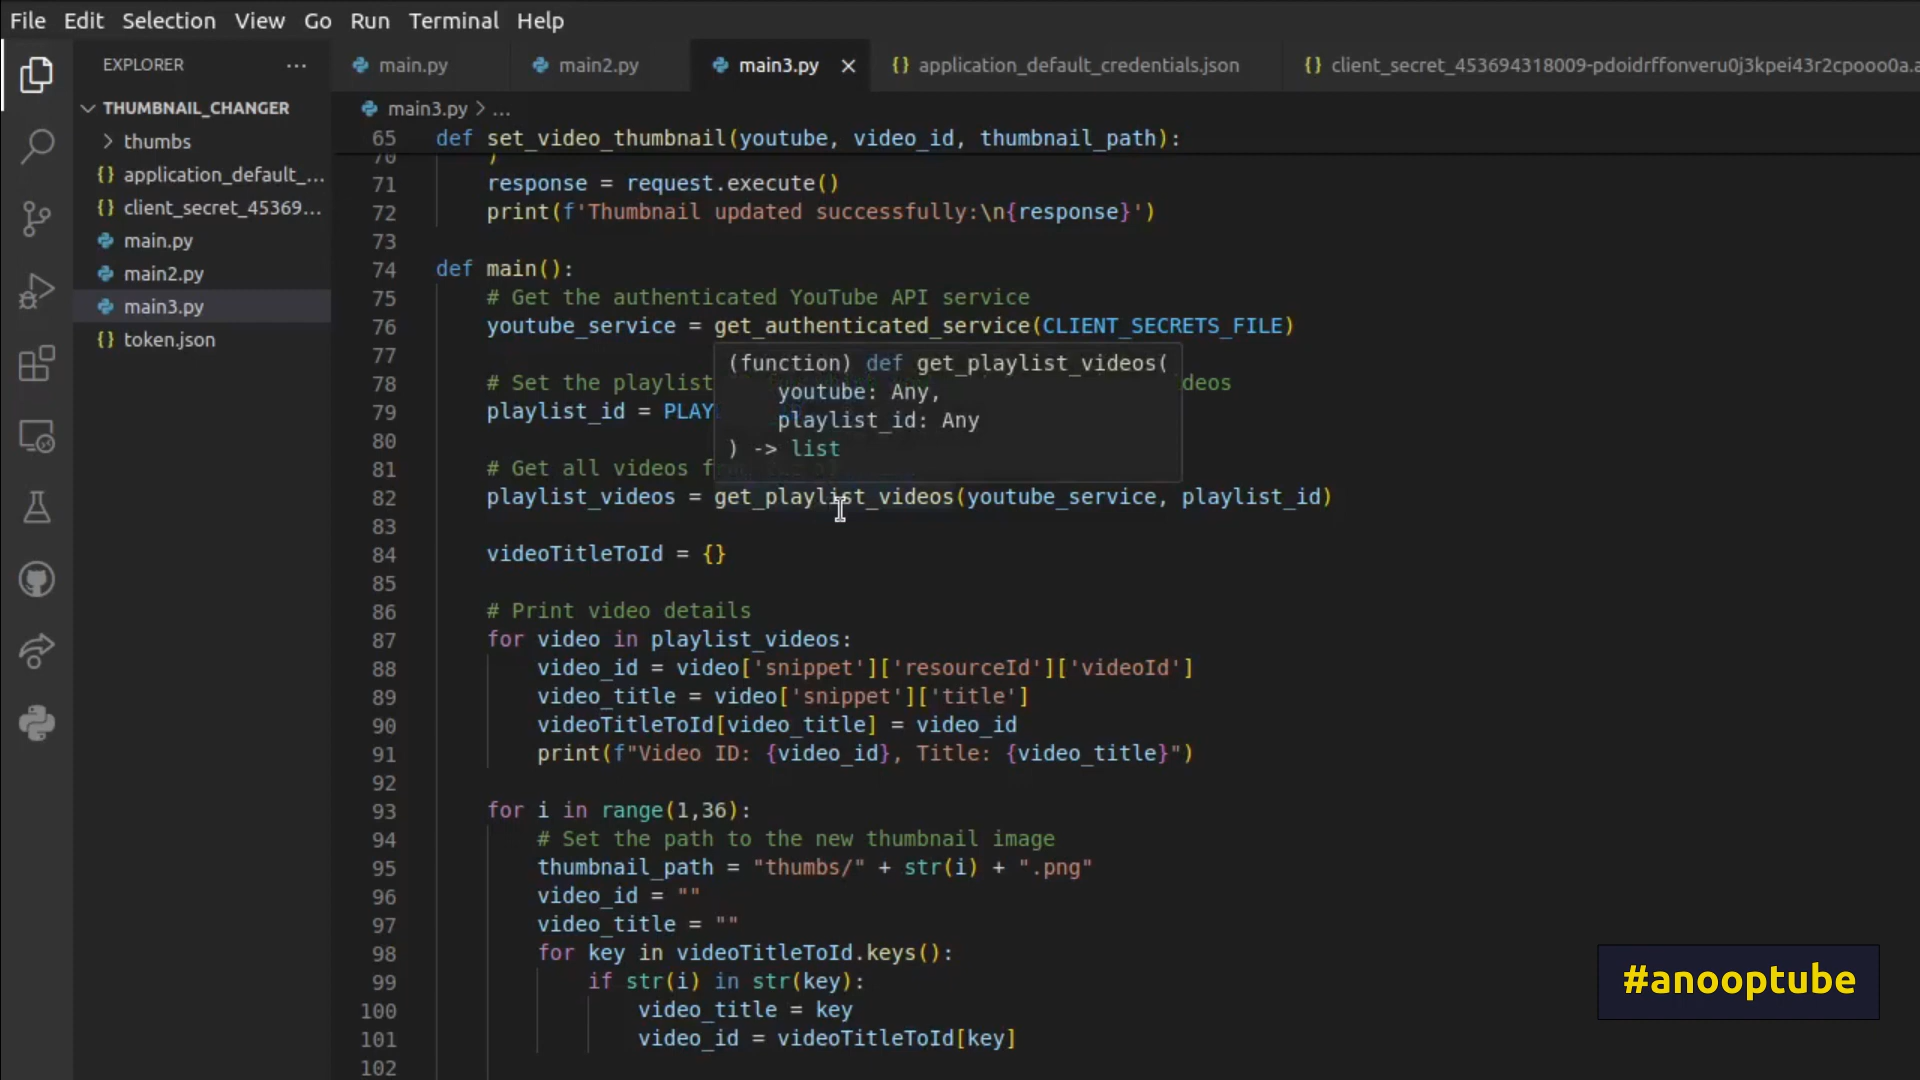 File Edit Selection View Go Run Terminal Help
EXPLORER ...
main.py
main2.py
main3.py
{} application_default_credentials.json
{} client_secret_453694318009-pdoidrffonveru0j3kpei43r2cpooo0a.a
THUMBNAIL_CHANGER
thumbs
{} application_default_...
{} client_secret_45369...
main.py
main2.py
main3.py
{} token.json
main3.py > ...
65 def set_video_thumbnail(youtube, video_id, thumbnail_path):
70 )
71 response = request.execute()
72 print(f'Thumbnail updated successfully:\n{response}')
73
74 def main():
75 # Get the authenticated YouTube API service
76 youtube_service = get_authenticated_service(CLIENT_SECRETS_FILE)
77
(function) def get_playlist_videos(
youtube: Any,
playlist_id: Any
) -> list
78 # Set the playlist deos
79 playlist_id = PLAY
80
81 # Get all videos f
82 playlist_videos = get_playlist_videos(youtube_service, playlist_id)
83
84 videoTitleToId = {}
85
86 # Print video details
87 for video in playlist_videos:
88 video_id = video['snippet']['resourceId']['videoId']
89 video_title = video['snippet']['title']
90 videoTitleToId[video_title] = video_id
91 print(f"Video ID: {video_id}, Title: {video_title}")
92
93 for i in range(1,36):
94 # Set the path to the new thumbnail image
95 thumbnail_path = "thumbs/" + str(i) + ".png"
96 video_id = ""
97 video_title = ""
98 for key in videoTitleToId.keys():
99 if str(i) in str(key):
100 video_title = key
101 video_id = videoTitleToId[key]
102
#anooptube